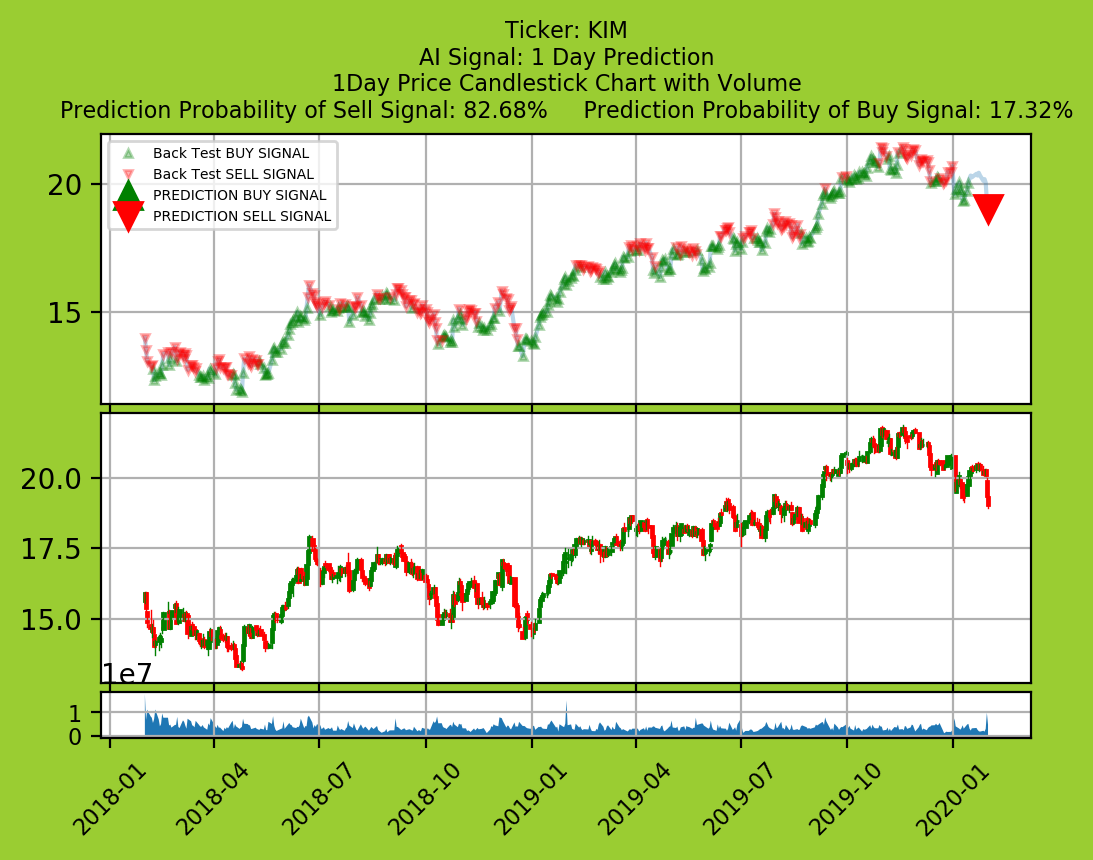 Ticker: KIM
AI Signal: 1 Day Prediction
1Day Price Candlestick Chart with Volume
Prediction Probability of Sell Signal: 82.68%     Prediction Probability of Buy Signal: 17.32%
Back Test BUY SIGNAL
Back Test SELL SIGNAL
PREDICTION BUY SIGNAL
PREDICTION SELL SIGNAL
20
15
20.0
17.5
15.0
1e7
1
0
2018-01
2018-04
2018-07
2018-10
2019-01
2019-04
2019-07
2019-10
2020-01